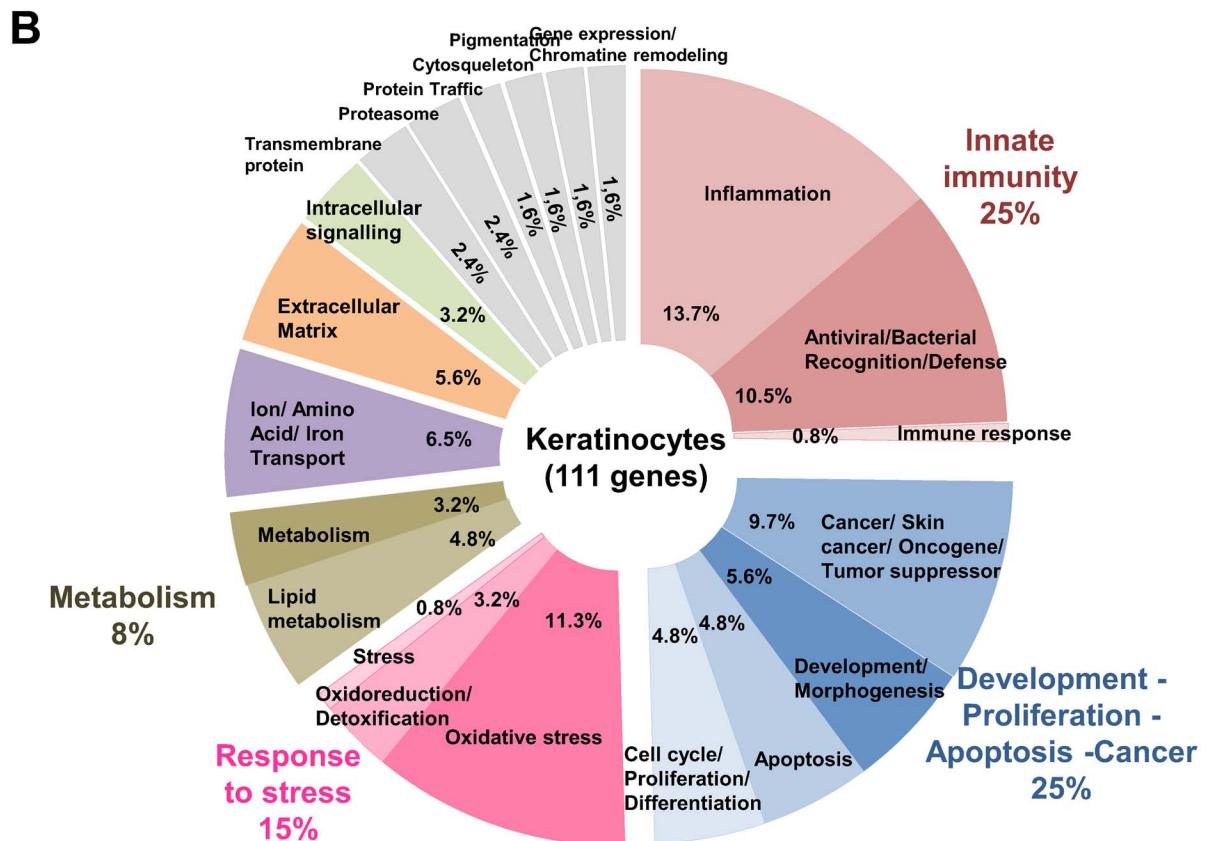 B
Pigmentation
Gene expression/
Chromatine remodeling
Cytosqueleton
Protein Traffic
Proteasome
Transmembrane
protein
Intracellular
signalling
3.2%
2.4%
2.4%
1.6%
1,6%
1,6%
1,6%
Inflammation
13.7%
Innate
immunity
25%
Antiviral/Bacterial
Recognition/Defense
10.5%
Immune response
0.8%
Extracellular
Matrix
5.6%
Ion/ Amino
Acid/ Iron
Transport
6.5%
Keratinocytes
(111 genes)
Metabolism
3.2%
4.8%
Lipid
metabolism
Metabolism
8%
9.7%
Cancer/ Skin
cancer/ Oncogene/
Tumor suppressor
5.6%
Development/
Morphogenesis
4.8%
Apoptosis
4.8%
Cell cycle/
Proliferation/
Differentiation
Development -
Proliferation -
Apoptosis -Cancer
25%
0.8%
Stress
3.2%
Oxidoreduction/
Detoxification
11.3%
Oxidative stress
Response
to stress
15%